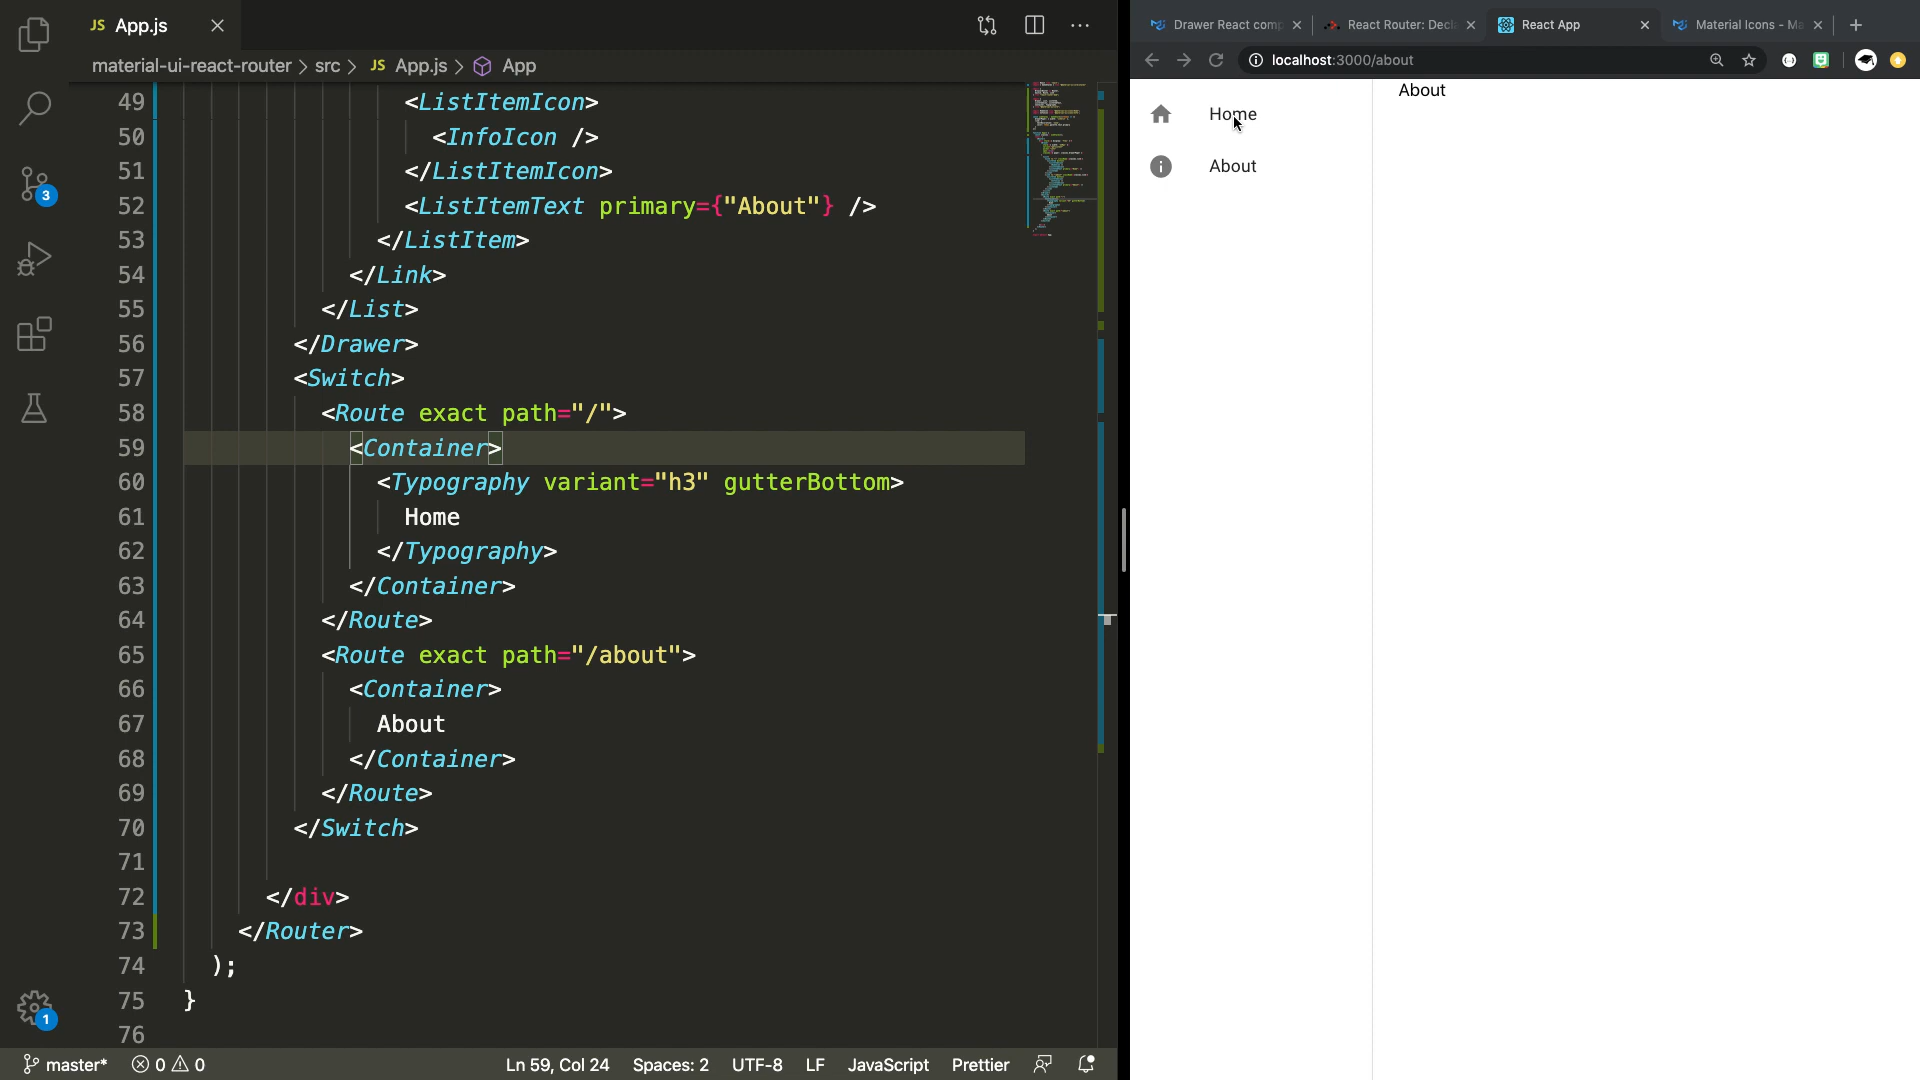 JS App.js
material-ui-react-router > src > JS App.js > App
49 <ListItemIcon>
50 <InfoIcon />
51 </ListItemIcon>
52 <ListItemText primary={"About"} />
53 </ListItem>
54 </Link>
55 </List>
56 </Drawer>
57 <Switch>
58 <Route exact path="/">
59 <Container>
60 <Typography variant="h3" gutterBottom>
61 Home
62 </Typography>
63 </Container>
64 </Route>
65 <Route exact path="/about">
66 <Container>
67 About
68 </Container>
69 </Route>
70 </Switch>
71
72 </div>
73 </Router>
74 );
75 }
76
3
1
master* 0 0 Ln 59, Col 24 Spaces: 2 UTF-8 LF JavaScript Prettier
Drawer React comp React Router: Decla React App Material Icons - Ma
localhost:3000/about
Home
About
About